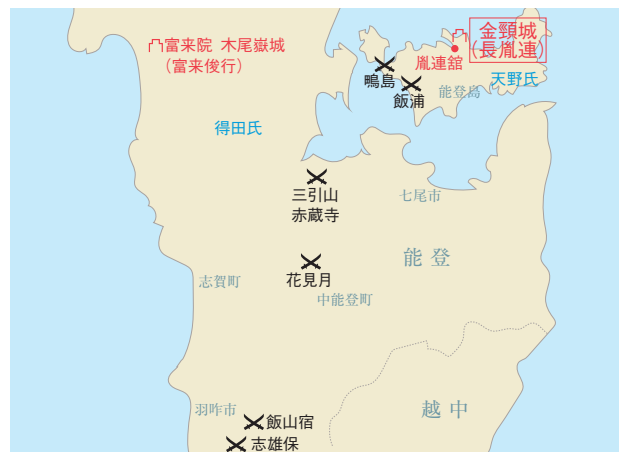 富来院 木尾嶽城
（富来俊行）
金頸城
（長胤連）
胤連舘
天野氏
鴫島
飯浦
能登島
得田氏
三引山
赤蔵寺
七尾市
能登
花見月
志賀町
中能登町
羽咋市
越中
飯山宿
志雄保